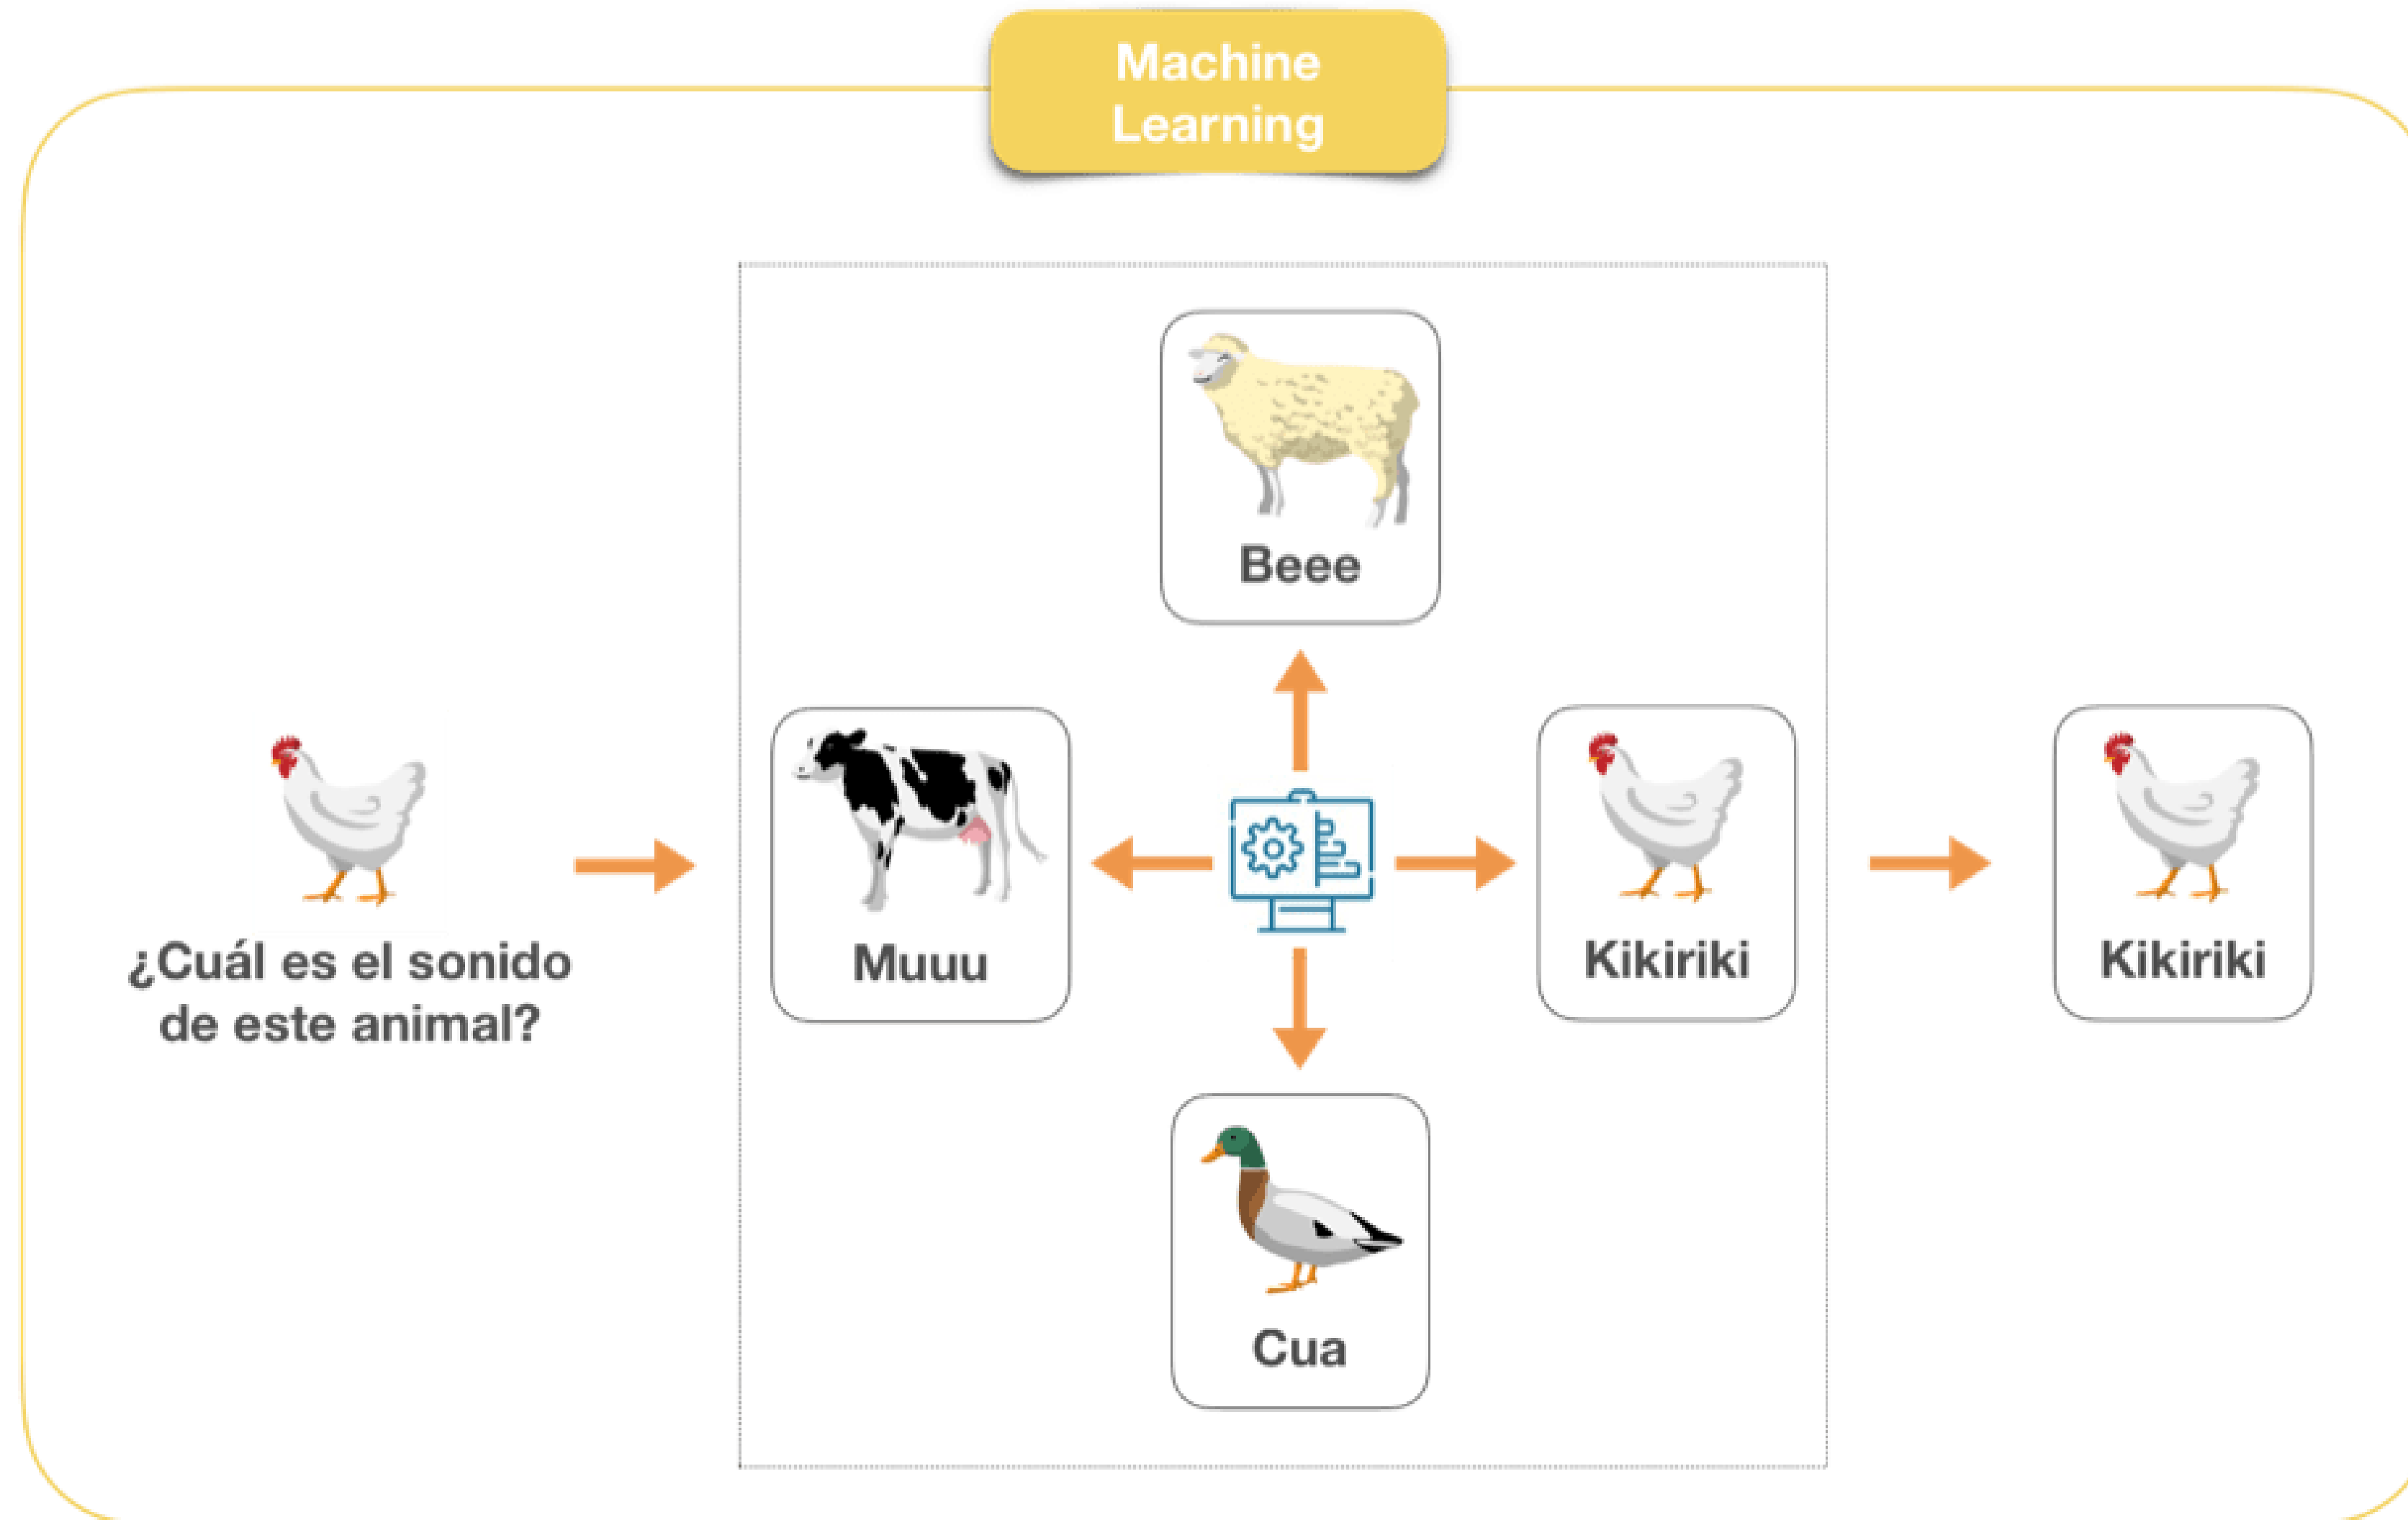 Machine
Learning
Beee
¿Cuál es el sonido
de este animal?
Muuu
Kikiriki
Kikiriki
Cua